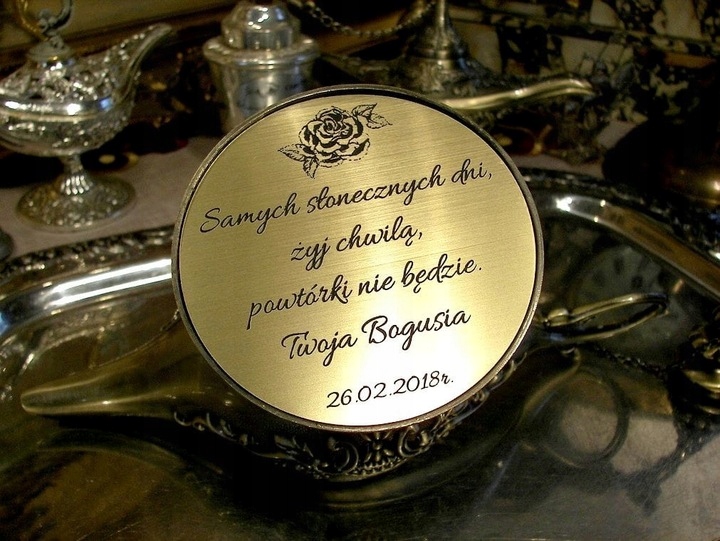 Samych słonecznych dni,
żyj chwilą,
powtórki nie będzie.
Twoja Bogusia
26.02.2018r.